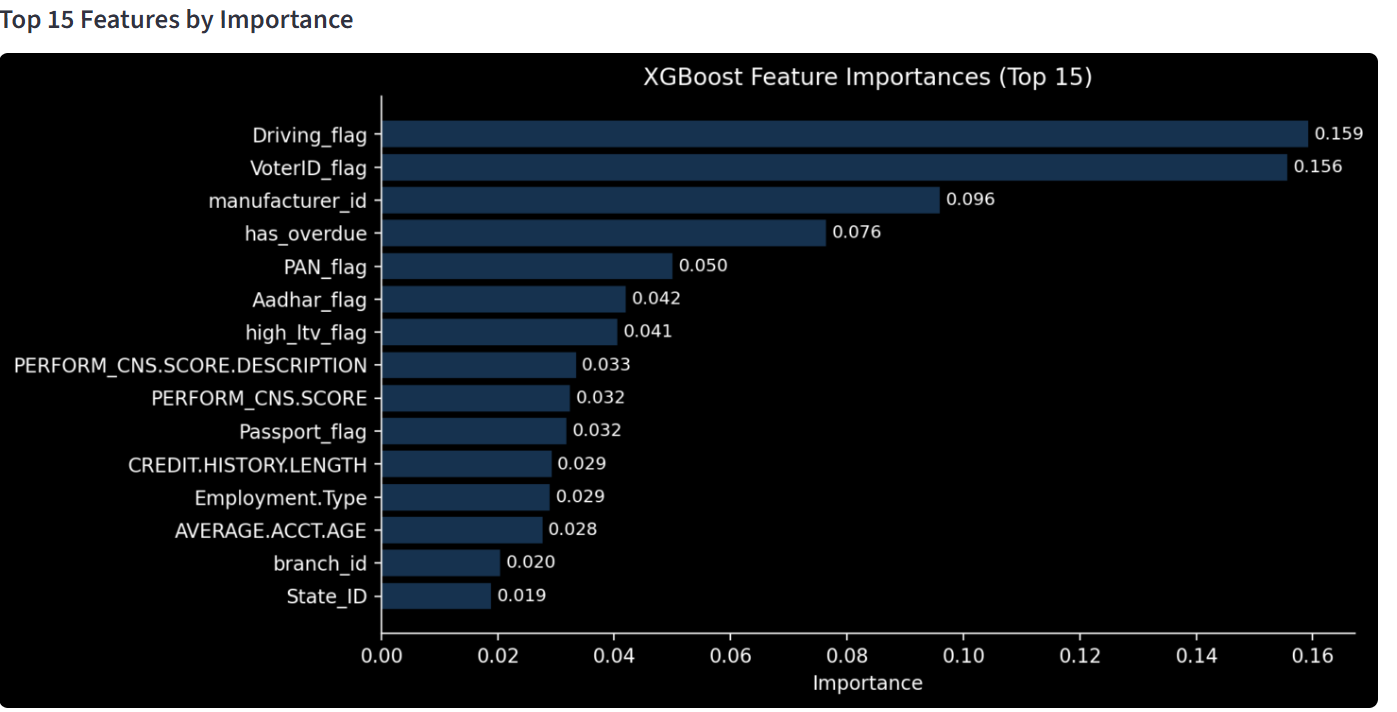 Top 15 Features by Importance
XGBoost Feature Importances (Top 15)
Driving_flag 0.159
VoterID_flag 0.156
manufacturer_id 0.096
has_overdue 0.076
PAN_flag 0.050
Aadhar_flag 0.042
high_ltv_flag 0.041
PERFORM_CNS.SCORE.DESCRIPTION 0.033
PERFORM_CNS.SCORE 0.032
Passport_flag 0.032
CREDIT.HISTORY.LENGTH 0.029
Employment.Type 0.029
AVERAGE.ACCT.AGE 0.028
branch_id 0.020
State_ID 0.019
0.00 0.02 0.04 0.06 0.08 0.10 0.12 0.14 0.16
Importance